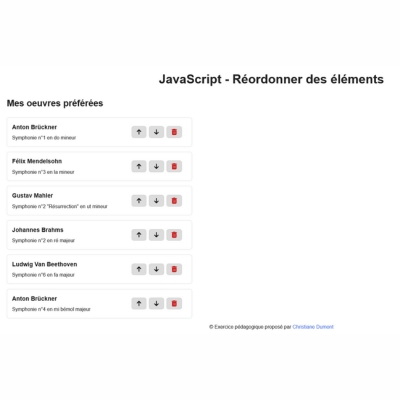 JavaScript - Réordonner des éléments
Mes oeuvres préférées
Anton Brückner
Symphonie n°1 en do mineur
Félix Mendelsohn
Symphonie n°3 en la mineur
Gustav Mahler
Symphonie n°2 "Résurrection" en ut mineur
Johannes Brahms
Symphonie n°2 en ré majeur
Ludwig Van Beethoven
Symphonie n°6 en fa majeur
Anton Brückner
Symphonie n°4 en mi bémol majeur
© Exercice pédagogique proposé par Christiane Dumont